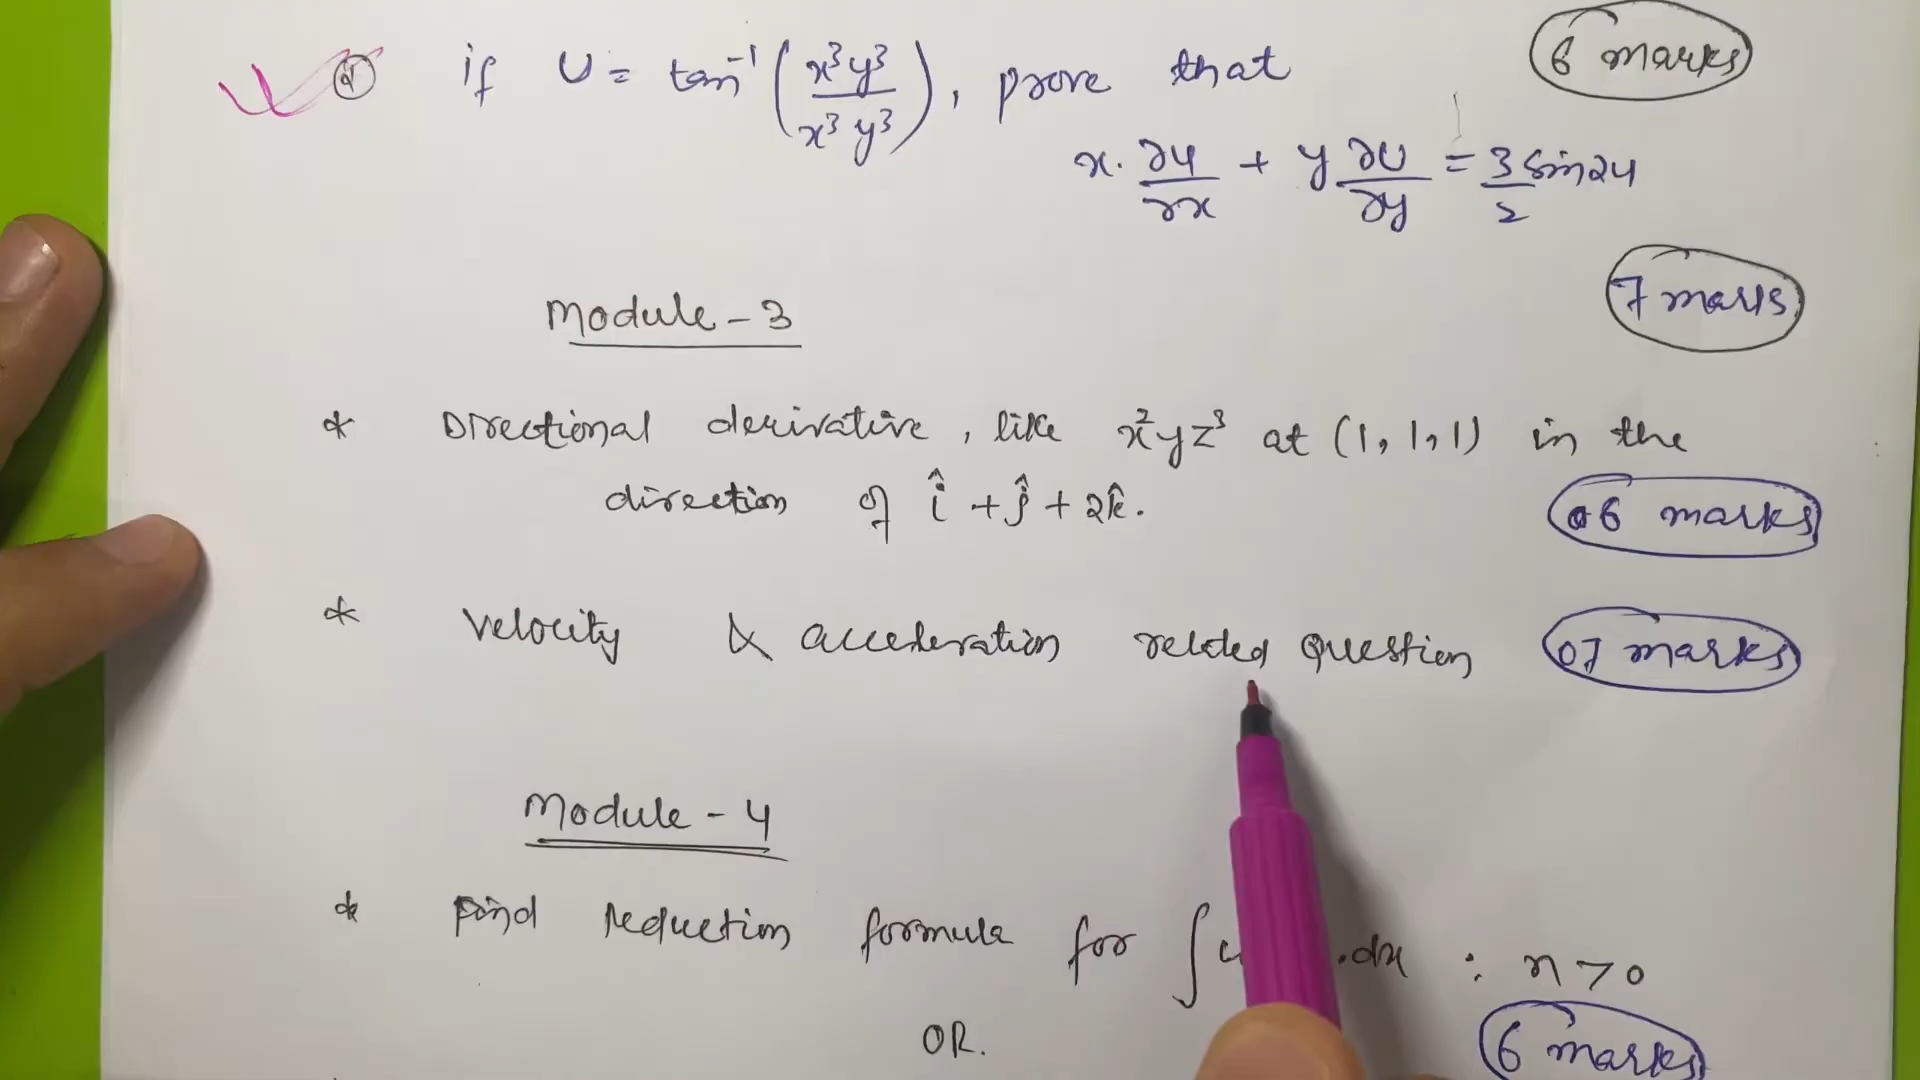 ④ if U = tan⁻¹ (x³y³ / x³y³), prove that
6 marks
x. ∂u/∂x + y ∂U/∂y = 3/2 sin2u
Module - 3
7 marks
* Directional derivative, like x²yz³ at (1, 1, 1) in the
direction of î + ĵ + 2k̂.
06 marks
* Velocity & acceleration related question
07 marks
Module - 4
* Find reduction formula for ∫ .dx : n > 0
OR.
6 marks